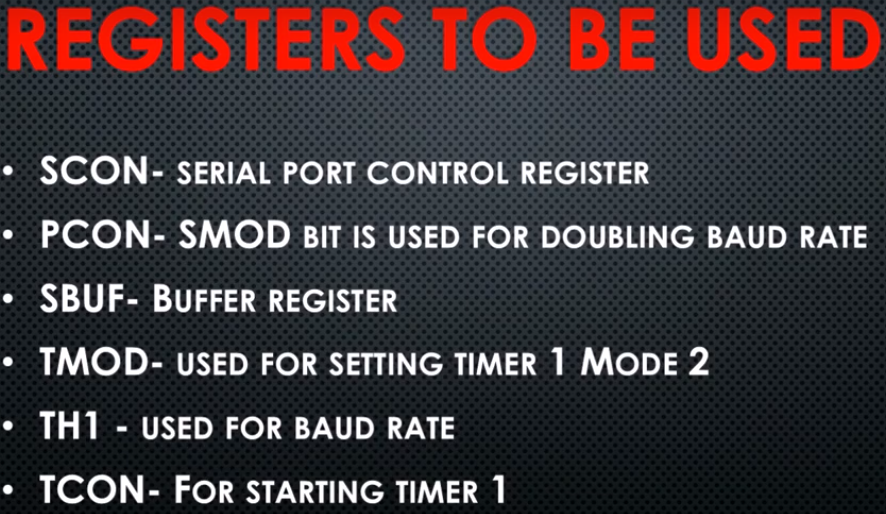 REGISTERS TO BE USED
• SCON- SERIAL PORT CONTROL REGISTER
• PCON- SMOD BIT IS USED FOR DOUBLING BAUD RATE
• SBUF- BUFFER REGISTER
• TMOD- USED FOR SETTING TIMER 1 MODE 2
• TH1 - USED FOR BAUD RATE
• TCON- FOR STARTING TIMER 1